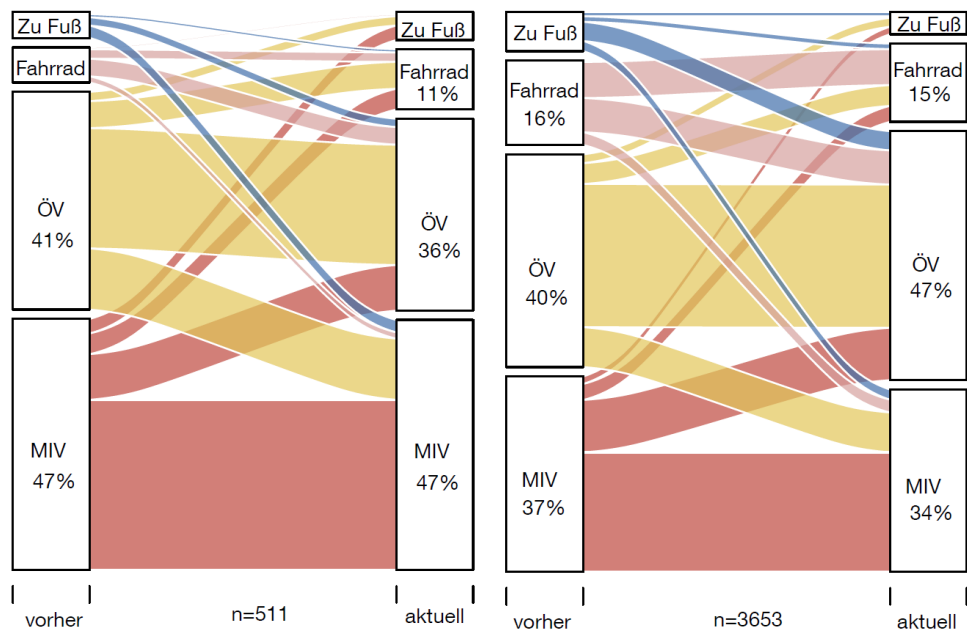 Zu Fuß
Fahrrad
ÖV
41%
MIV
47%
Zu Fuß
Fahrrad
11%
ÖV
36%
MIV
47%
vorher
n=511
aktuell
Zu Fuß
Fahrrad
16%
ÖV
40%
MIV
37%
Zu Fuß
Fahrrad
15%
ÖV
47%
MIV
34%
vorher
n=3653
aktuell